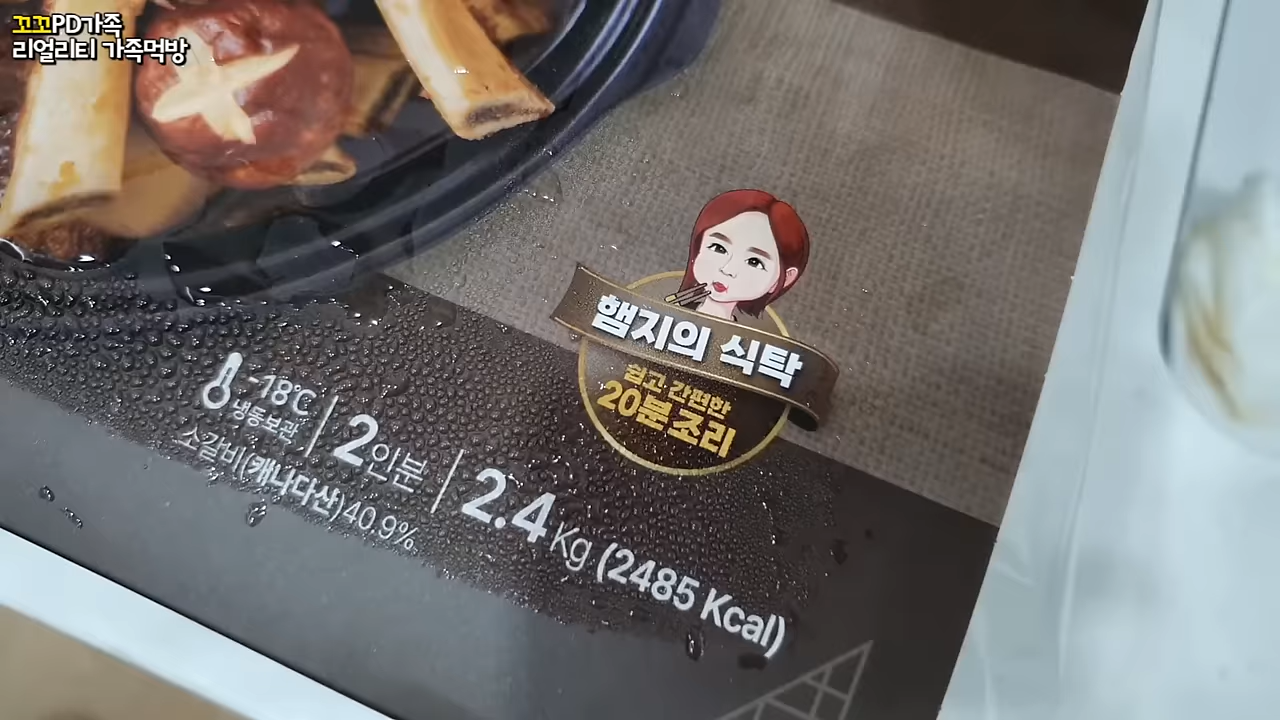 꼬꼬PD가족
리얼리티 가족먹방
햄지의 식탁
쉽고 간편한
20분조리
-18℃
냉동보관
2인분
2.4Kg (2485 Kcal)
소갈비(캐나다산)40.9%